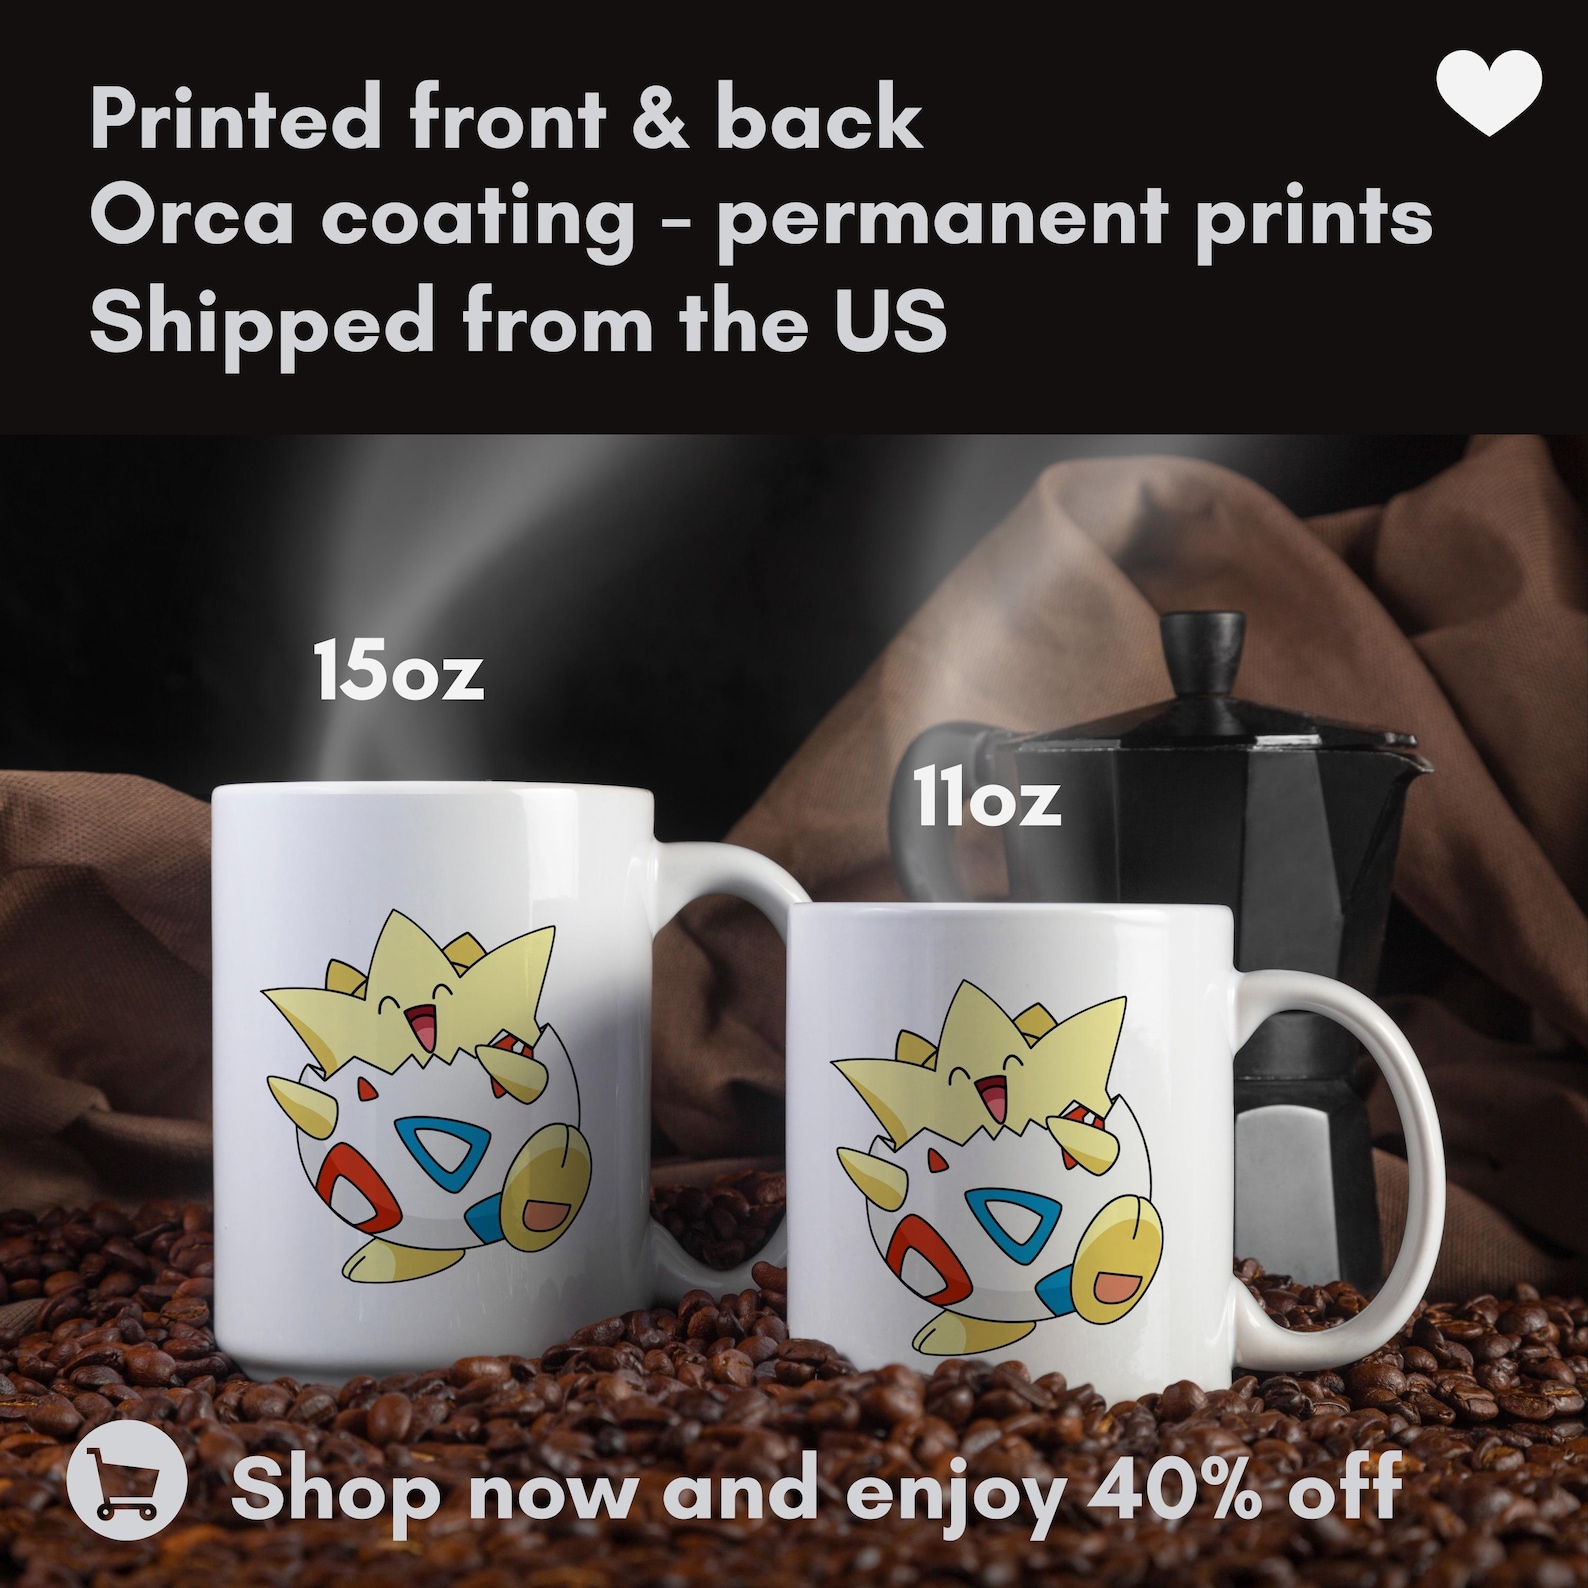 Printed front & back
Orca coating - permanent prints
Shipped from the US
15oz
11oz
Shop now and enjoy 40% off